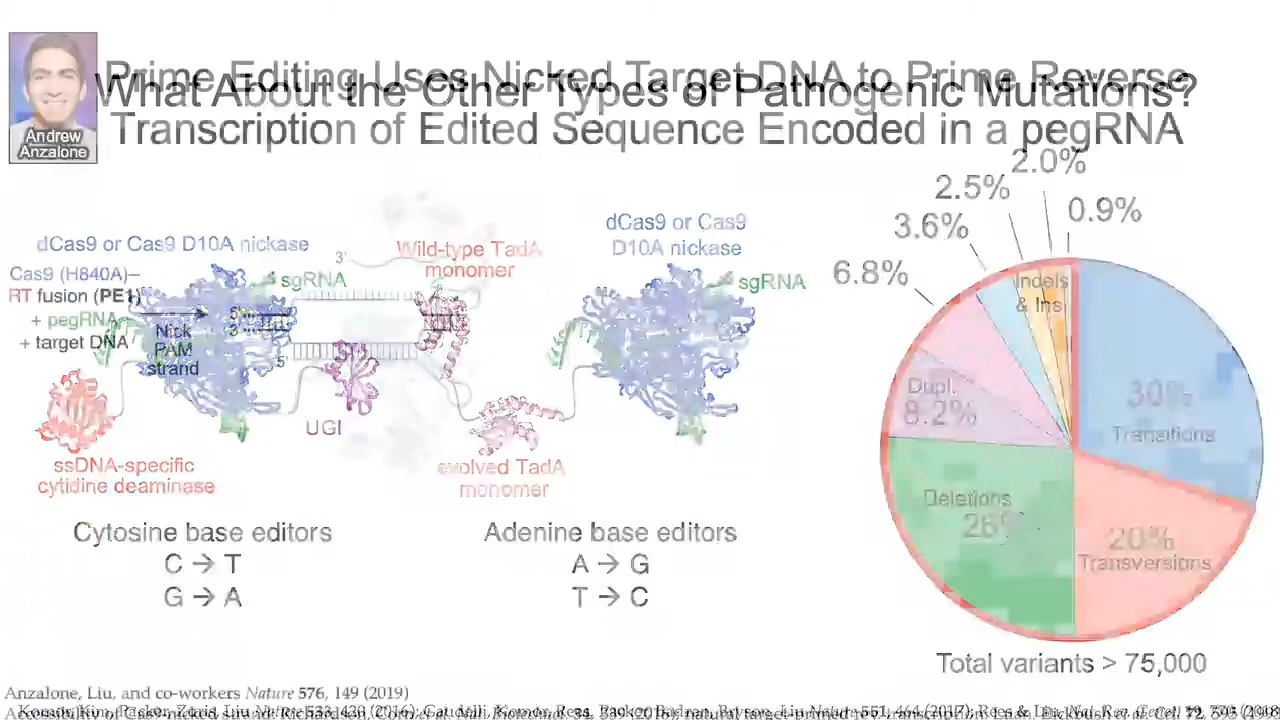 Prime Editing Uses Nicked Target DNA to Prime Reverse
What About the Other Types of Pathogenic Mutations?
Transcription of Edited Sequence Encoded in a pegRNA
Andrew
Anzalone
2.0%
2.5%
0.9%
3.6%
6.8%
dCas9 or Cas9
D10A nickase
dCas9 or Cas9 D10A nickase
Wild-type TadA
monomer
3'
sgRNA
sgRNA
Cas9 (H840A)–
RT fusion (PE1)
+ pegRNA
+ target DNA
Nick
PAM
strand
5'
3'
5'
Indels
& Ins
30%
Transitions
Dupl.
8.2%
Deletions
26%
20%
Transversions
UGI
ssDNA-specific
cytidine deaminase
evolved TadA
monomer
Cytosine base editors
C → T
G → A
Adenine base editors
A → G
T → C
Total variants > 75,000
Anzalone, Liu, and co-workers Nature 576, 149 (2019)